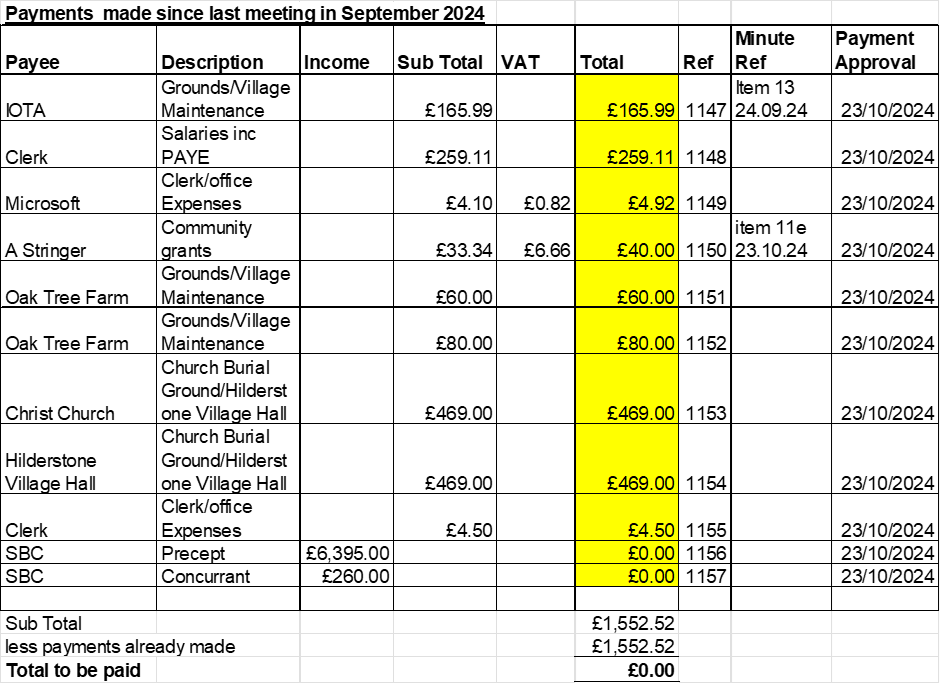 Payments  made since last meeting in September 2024
Payee Description Income Sub Total VAT Total Ref Minute Ref Payment Approval
IOTA Grounds/Village Maintenance £165.99 £165.99 1147 Item 13 24.09.24 23/10/2024
Clerk Salaries inc PAYE £259.11 £259.11 1148 23/10/2024
Microsoft Clerk/office Expenses £4.10 £0.82 £4.92 1149 23/10/2024
A Stringer Community grants £33.34 £6.66 £40.00 1150 item 11e 23.10.24 23/10/2024
Oak Tree Farm Grounds/Village Maintenance £60.00 £60.00 1151 23/10/2024
Oak Tree Farm Grounds/Village Maintenance £80.00 £80.00 1152 23/10/2024
Christ Church Church Burial Ground/Hilderst one Village Hall £469.00 £469.00 1153 23/10/2024
Hilderstone Village Hall Church Burial Ground/Hilderst one Village Hall £469.00 £469.00 1154 23/10/2024
Clerk Clerk/office Expenses £4.50 £4.50 1155 23/10/2024
SBC Precept £6,395.00 £0.00 1156 23/10/2024
SBC Concurrant £260.00 £0.00 1157 23/10/2024
Sub Total £1,552.52
less payments already made £1,552.52
Total to be paid £0.00